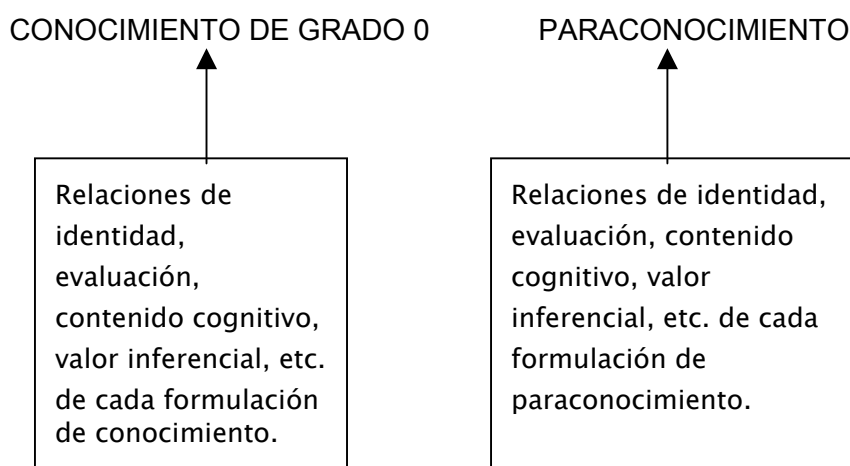 CONOCIMIENTO DE GRADO 0
PARACONOCIMIENTO
Relaciones de
identidad,
evaluación,
contenido cognitivo,
valor inferencial, etc.
de cada formulación
de conocimiento.
Relaciones de identidad,
evaluación, contenido
cognitivo, valor
inferencial, etc. de cada
formulación de
paraconocimiento.